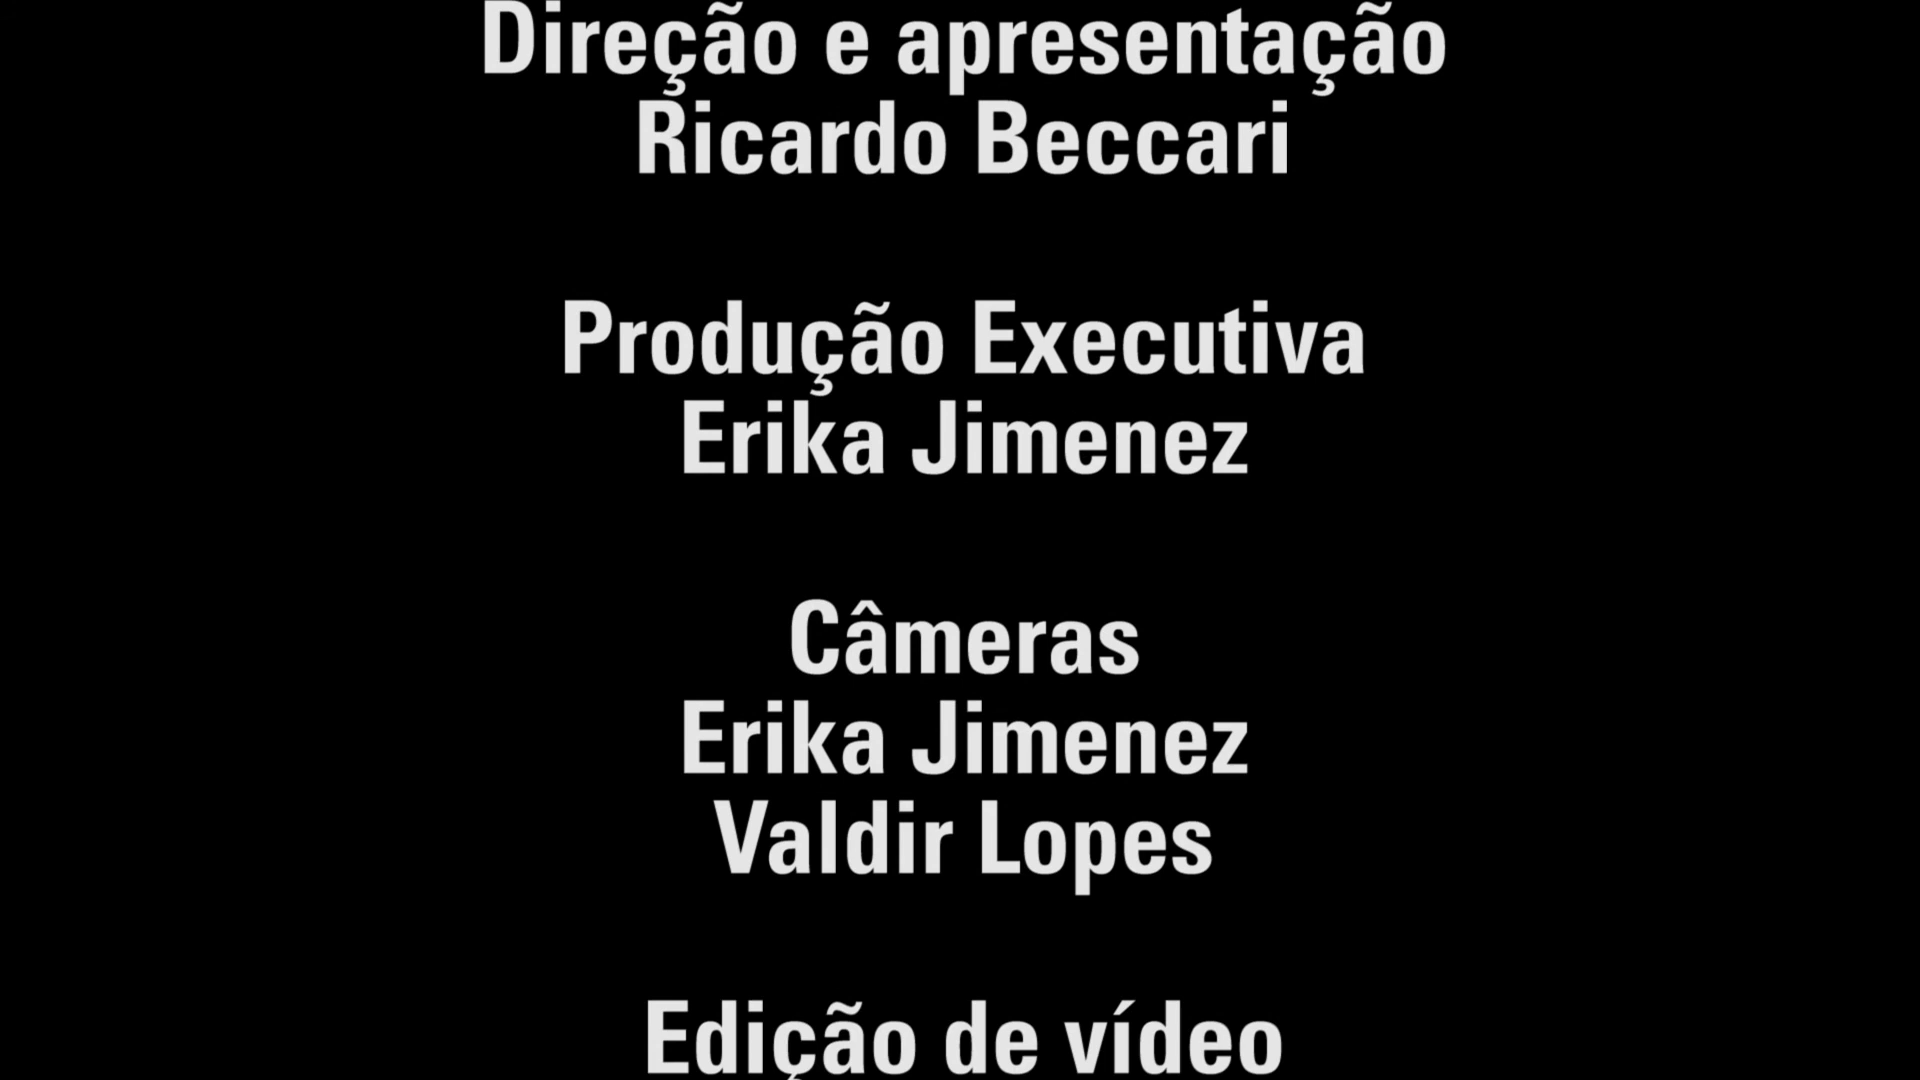 Direção e apresentação
Ricardo Beccari
Produção Executiva
Erika Jimenez
Câmeras
Erika Jimenez
Valdir Lopes
Edição de vídeo